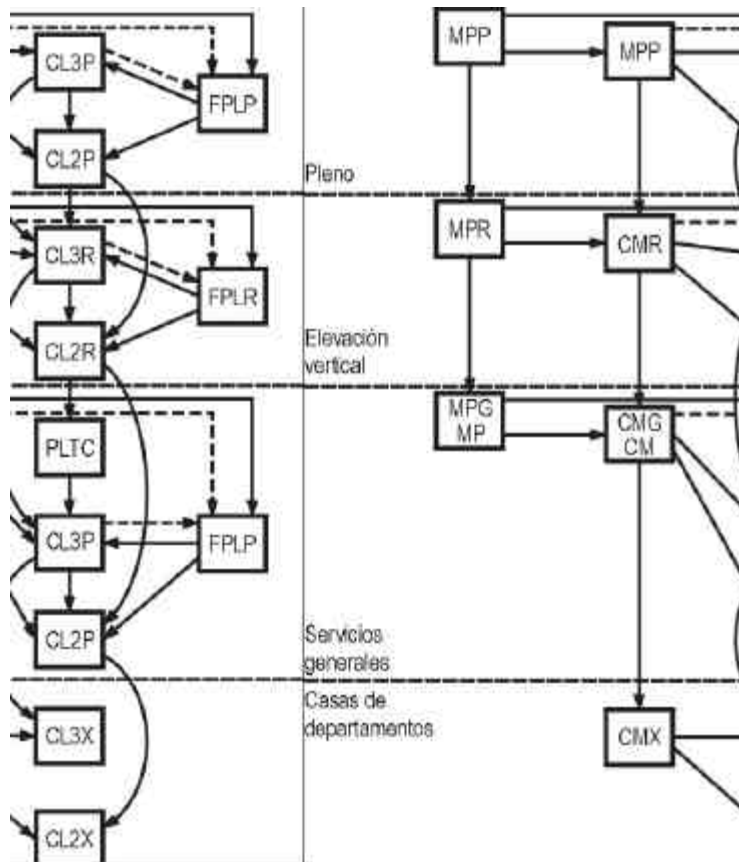 MPP
CL3P
MPP
FPLP
CL2P
Pleno
MPR
CL3R
CMR
FPLR
CL2R
Elevación
vertical
MPG
MP
CMG
CM
PLTC
CL3P
FPLP
CL2P
Servicios
generales
Casas de
departamentos
CL3X
CMX
CL2X